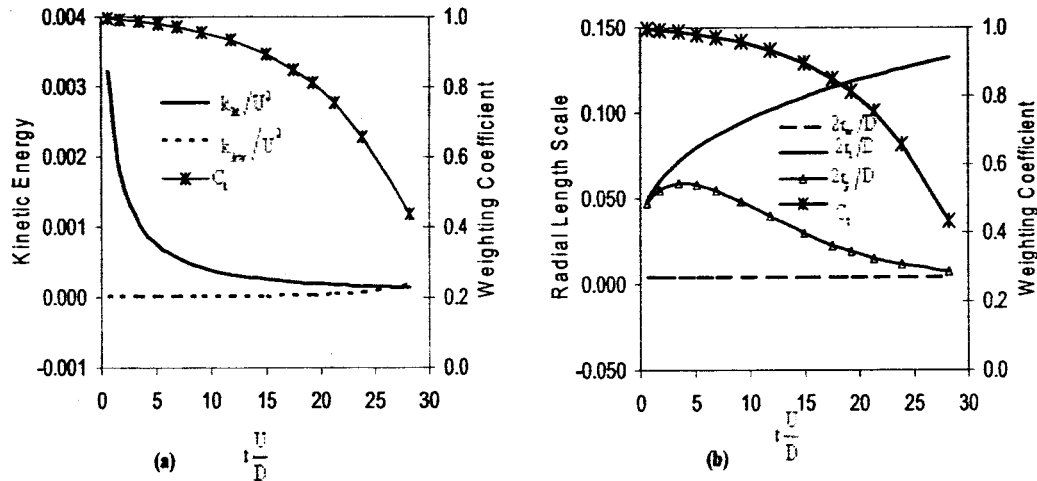 0.004
0.003
0.002
0.001
0.000
-0.001
Kinetic Energy
1.0
0.8
0.6
0.4
0.2
0.0
Weighting Coefficient
/U²
/U²
0 5 10 15 20 25 30
(a)
t U/D
0.150
0.100
0.050
0.000
-0.050
Radial Length Scale
1.0
0.8
0.6
0.4
0.2
0.0
Weighting Coefficient
/D
/D
/D
0 5 10 15 20 25 30
(b)
t U/D